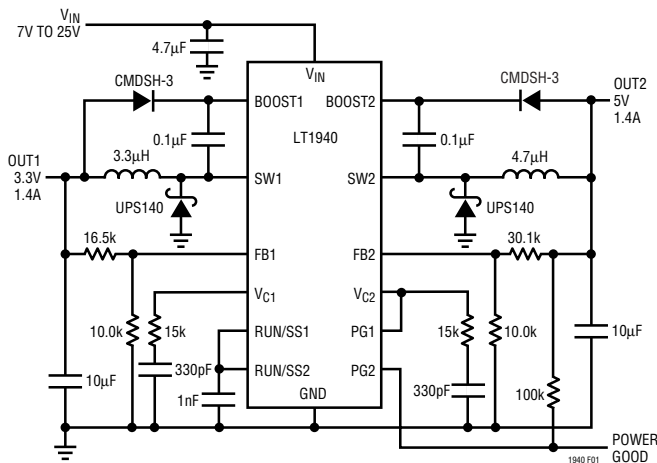 VIN
7V TO 25V
4.7µF
CMDSH-3
VIN
CMDSH-3
OUT2
5V
1.4A
BOOST1
BOOST2
LT1940
0.1µF
0.1µF
OUT1
3.3V
1.4A
3.3µH
4.7µH
SW1
SW2
UPS140
UPS140
16.5k
30.1k
FB1
FB2
VC1
VC2
10.0k
15k
RUN/SS1
PG1
15k
10.0k
10µF
10µF
330pF
RUN/SS2
PG2
330pF
100k
1nF
GND
POWER
GOOD
1940 F01